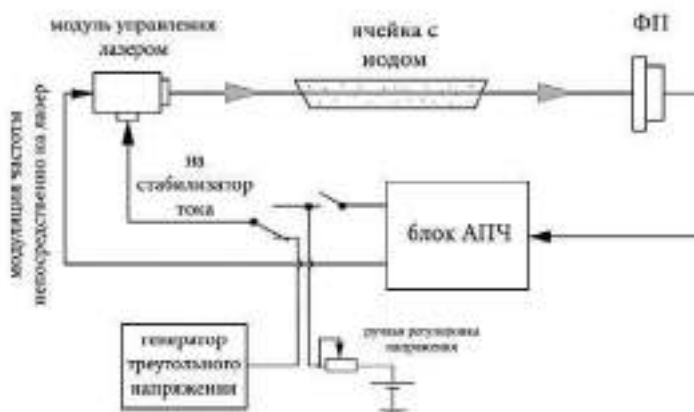 модуль управления
лазером
ячейка с
иодом
ФП
модуляция частоты
непосредственно на лазер
на
стабилизатор
тока
блок АПЧ
генератор
треугольного
напряжения
ручная регулировка
напряжения